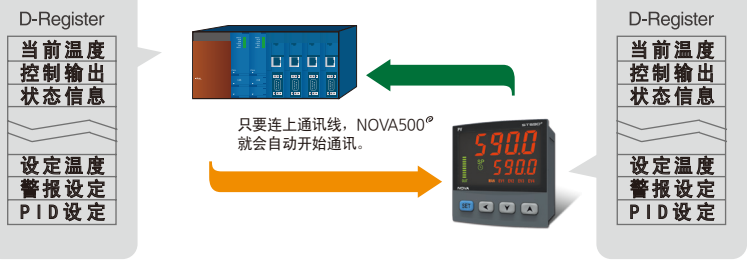 D-Register
当前温度
控制输出
状态信息
设定温度
警报设定
PID设定
只要连上通讯线，NOVA500
就会自动开始通讯。
PV
590.0
SP
590.0
NOVA
SET
D-Register
当前温度
控制输出
状态信息
设定温度
警报设定
PID设定